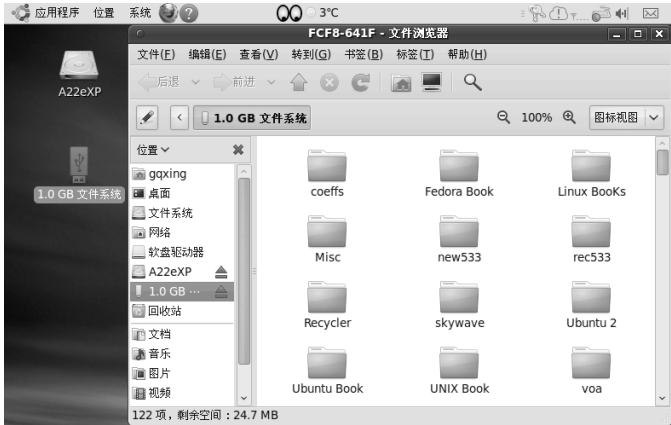 应用程序 位置 系统 3°C
FCF8-641F - 文件浏览器
文件(F) 编辑(E) 查看(V) 转到(G) 书签(B) 标签(T) 帮助(H)
后退 前进
1.0 GB 文件系统 100% 图标视图
A22eXP
1.0 GB 文件系统
位置
gqxing
桌面
文件系统
网络
软盘驱动器
A22eXP
1.0 GB ...
回收站
文档
音乐
图片
视频
coeffs Fedora Book Linux BooKs
Misc new533 rec533
Recycler skywave Ubuntu 2
Ubuntu Book UNIX Book voa
122 项，剩余空间：24.7 MB